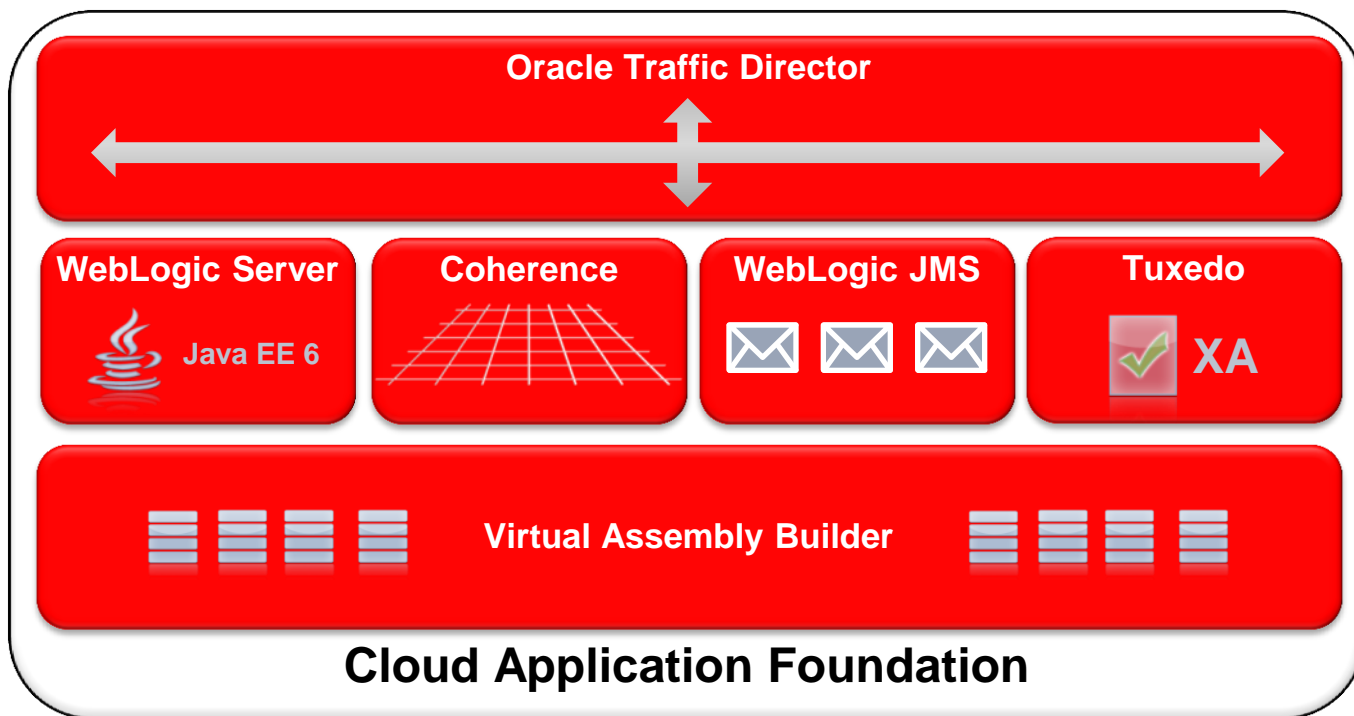 Oracle Traffic Director
WebLogic Server
Java EE 6
Coherence
WebLogic JMS
Tuxedo
XA
Virtual Assembly Builder
Cloud Application Foundation